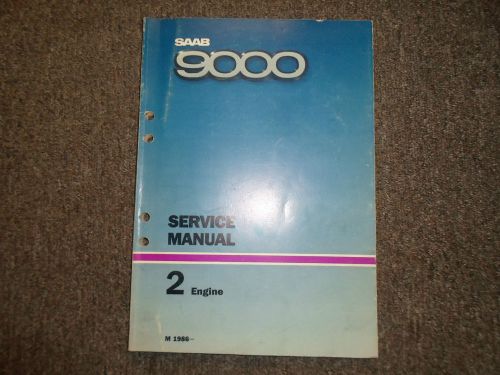 SAAB
9000
SERVICE
MANUAL
2 Engine
M 1986-